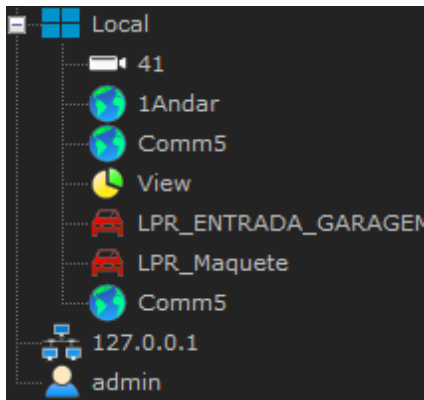 Local
41
1Andar
Comm5
View
LPR_ENTRADA_GARAGEM
LPR_Maquete
Comm5
127.0.0.1
admin